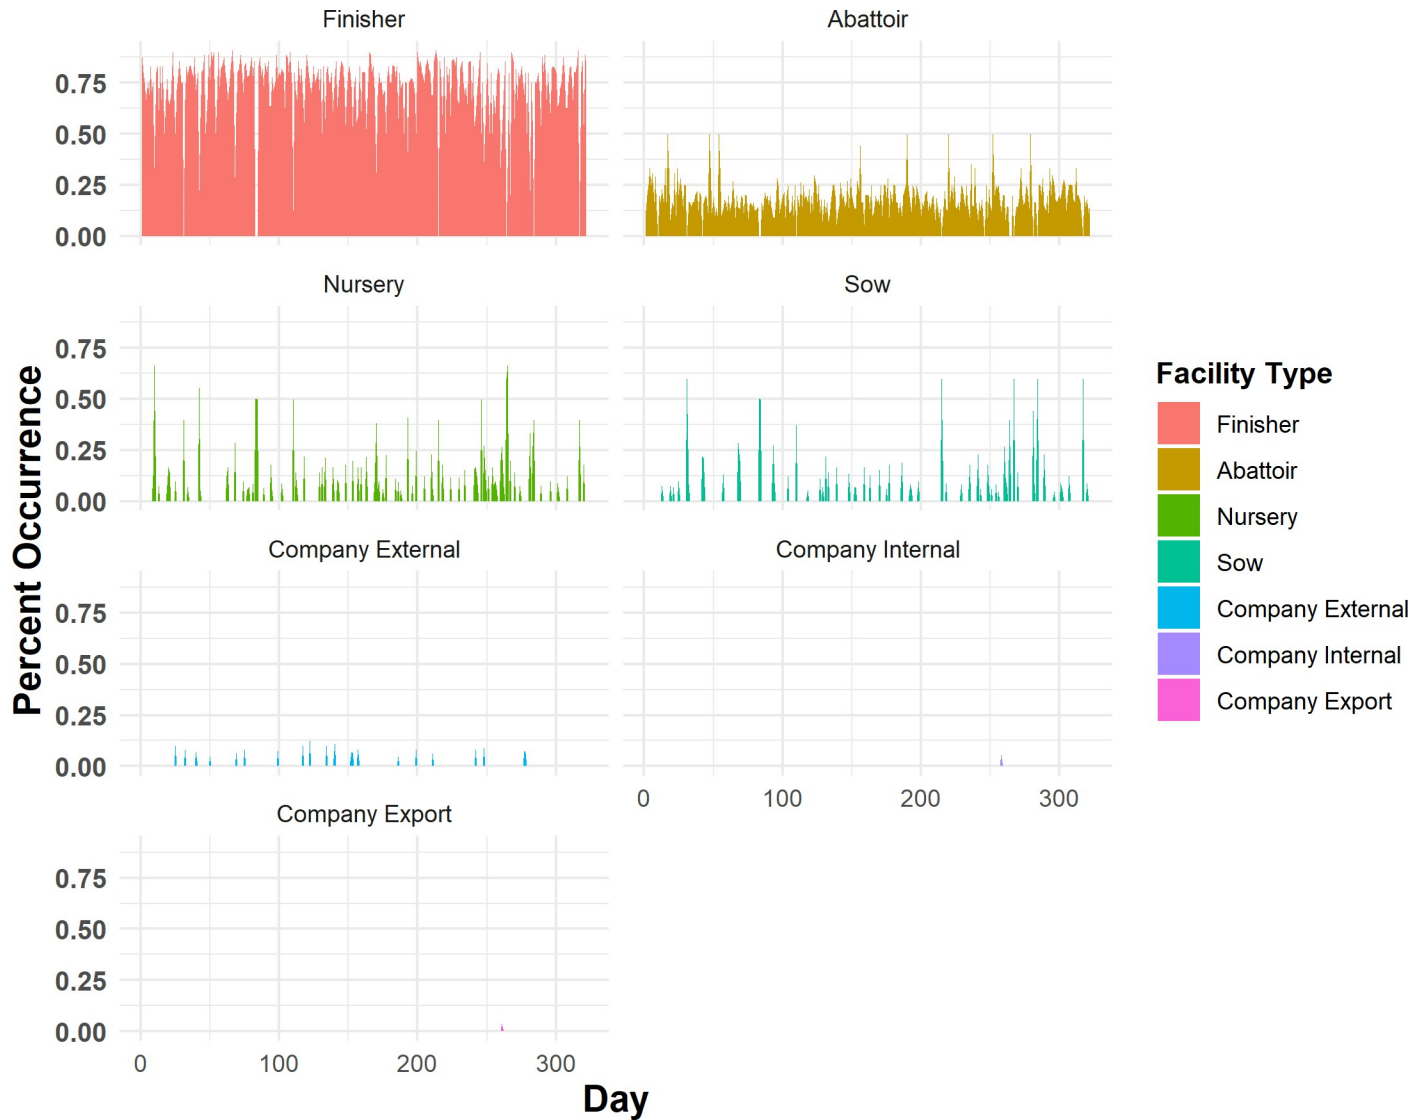 Finisher
Abattoir
0.75
0.50
0.25
0.00
Nursery
Sow
0.75
0.50
0.25
0.00
Company External
Company Internal
0.75
0.50
0.25
0.00
0 100 200 300
Company Export
0.75
0.50
0.25
0.00
0 100 200 300
Percent Occurrence
Day
Facility Type
Finisher
Abattoir
Nursery
Sow
Company External
Company Internal
Company Export